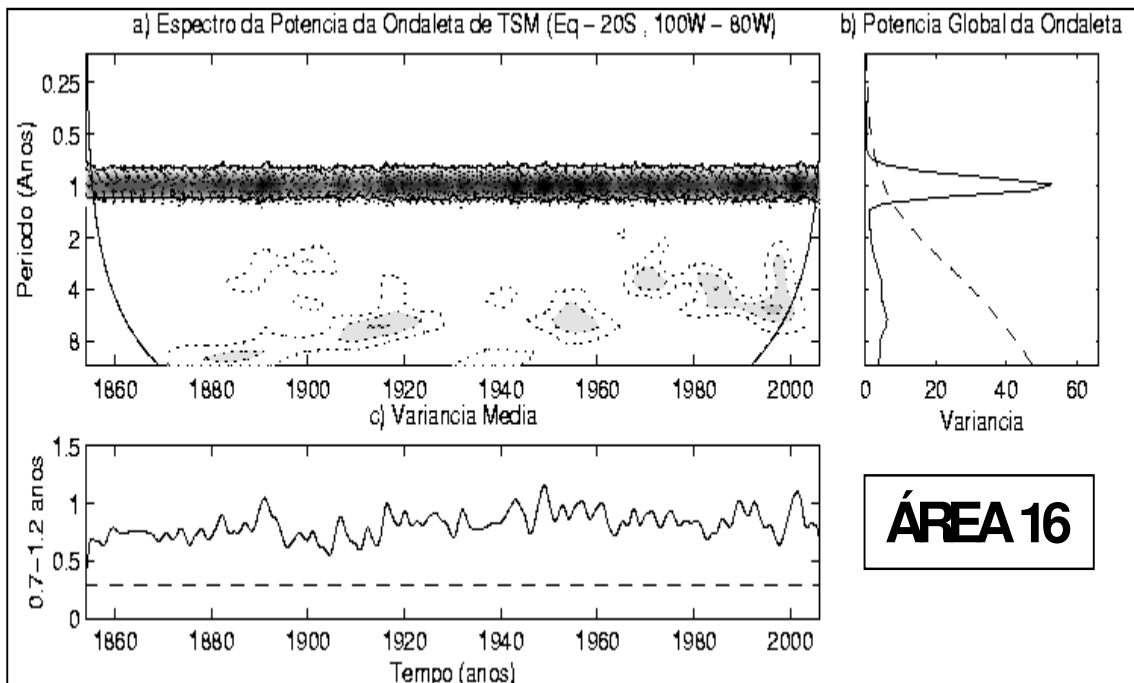 a) Espectro da Potencia da Ondaleta de TSM (Eq – 20S , 100W – 80W)
b) Potencia Global da Ondaleta
Periodo (Anos)
0.25
0.5
1
2
4
8
1860 1880 1900 1920 1940 1960 1980 2000
0 20 40 60
Variancia
c) Variancia Media
0.7–1.2 anos
1.5
1
0.5
0
1860 1880 1900 1920 1940 1960 1980 2000
Tempo (anos)
ÁREA 16